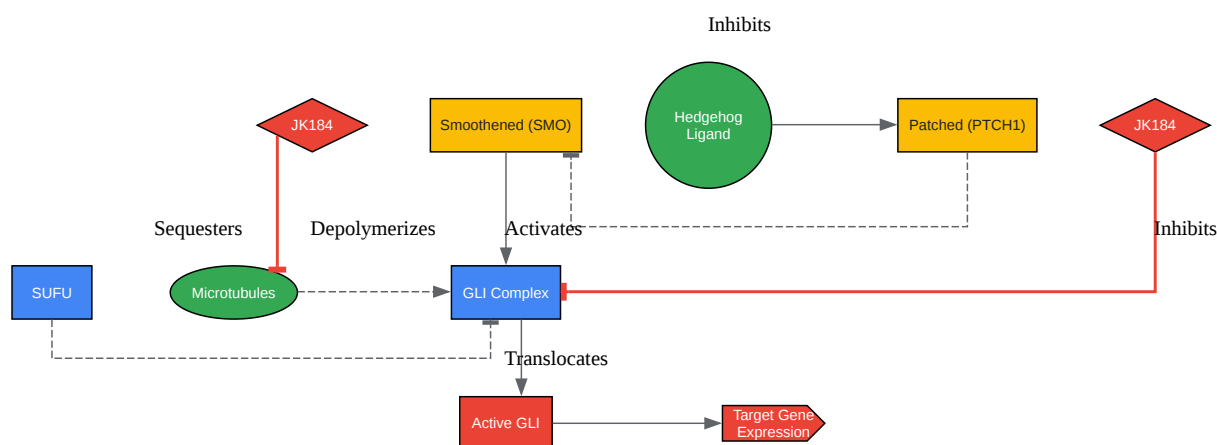 Inhibits
JK184
Smoothened (SMO)
Hedgehog
Ligand
Patched (PTCH1)
JK184
Sequesters
Depolymerizes
Activates
Inhibits
SUFU
Microtubules
GLI Complex
Translocates
Active GLI
Target Gene
Expression